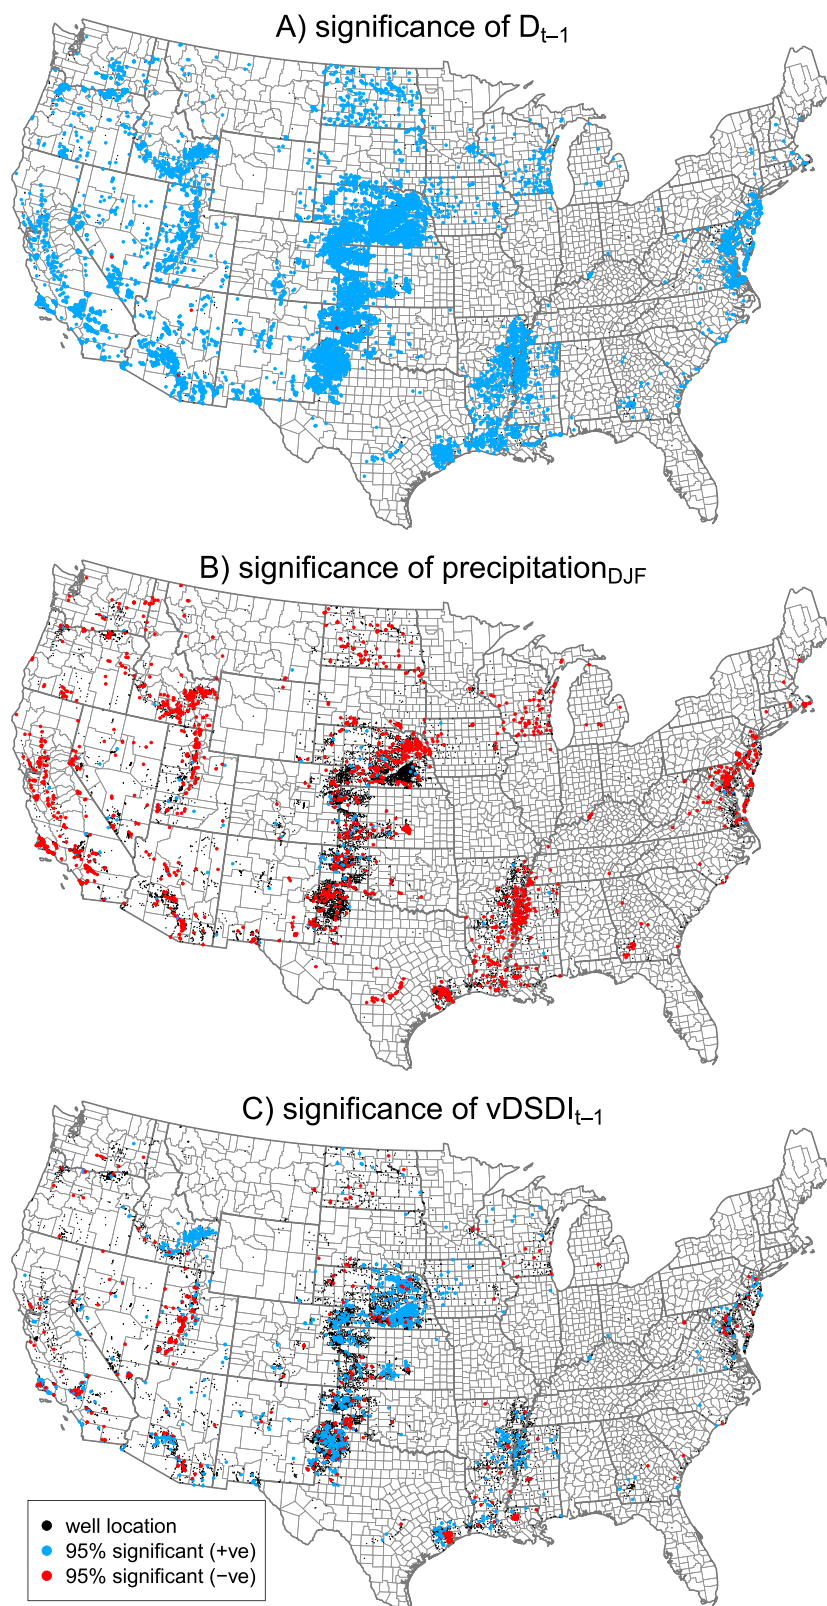 A) significance of Dt–1
B) significance of precipitationDJF
C) significance of vDSDIt–1
well location
95% significant (+ve)
95% significant (−ve)